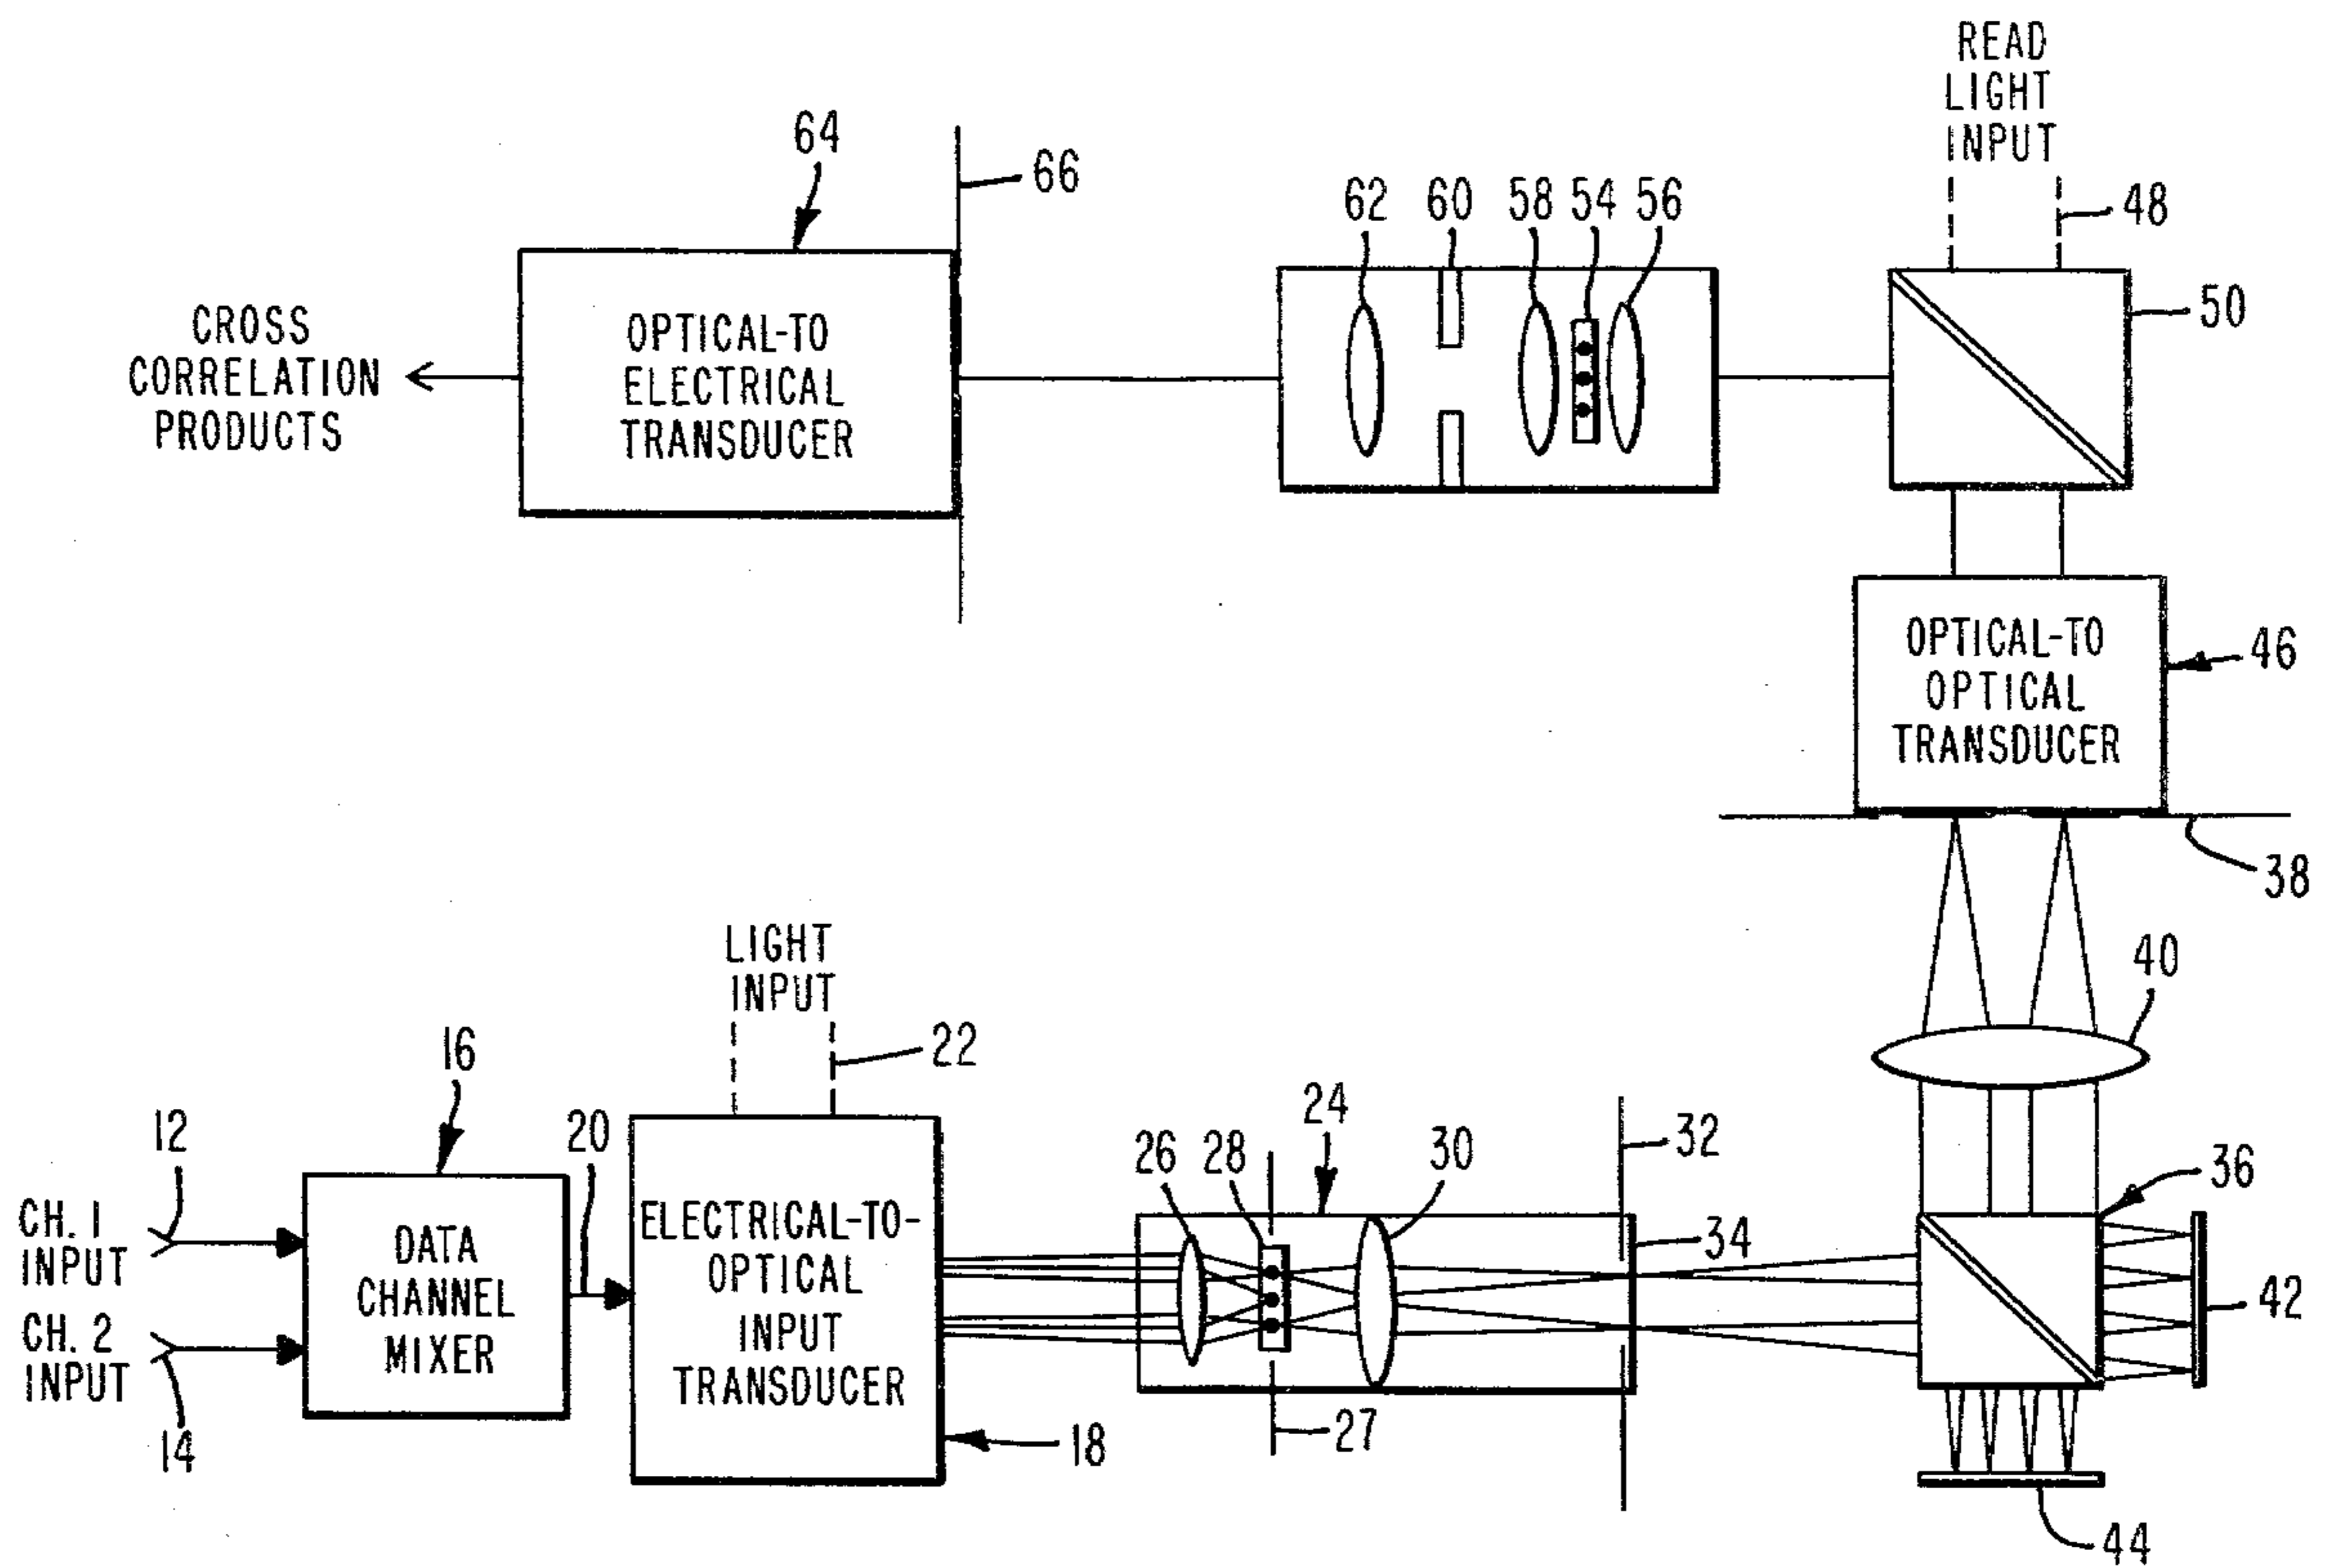 READ
LIGHT
INPUT
64
66
62 60 58 54 56
48
50
CROSS
CORRELATION
PRODUCTS
OPTICAL-TO
ELECTRICAL
TRANSDUCER
OPTICAL-TO
OPTICAL
TRANSDUCER
46
38
40
LIGHT
INPUT
22
16
12
20
24
26 28 30
32
36
34
42
CH. 1
INPUT
CH. 2
INPUT
14
DATA
CHANNEL
MIXER
ELECTRICAL-TO-
OPTICAL
INPUT
TRANSDUCER
18
27
44